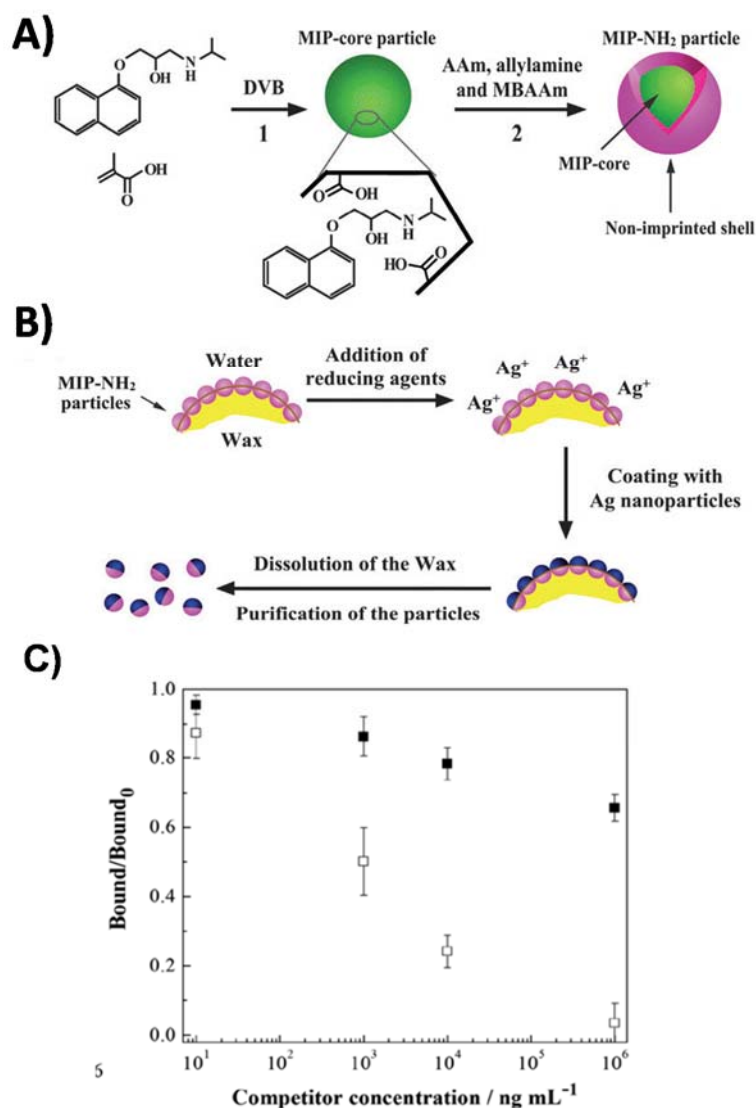 A)
MIP-core particle
MIP-NH₂ particle
DVB
1
AAm, allylamine
and MBAAm
2
O
OH
N
H
O
OH
O
OH
O
OH
N
H
HO
O
MIP-core
Non-imprinted shell
B)
MIP-NH₂
particles
Water
Wax
Addition of
reducing agents
Ag⁺
Ag⁺
Ag⁺
Ag⁺
Coating with
Ag nanoparticles
Dissolution of the Wax
Purification of the particles
C)
1.0
0.8
0.6
0.4
0.2
0.0
Bound/Bound₀
10¹
10²
10³
10⁴
10⁵
10⁶
5
Competitor concentration / ng mL⁻¹